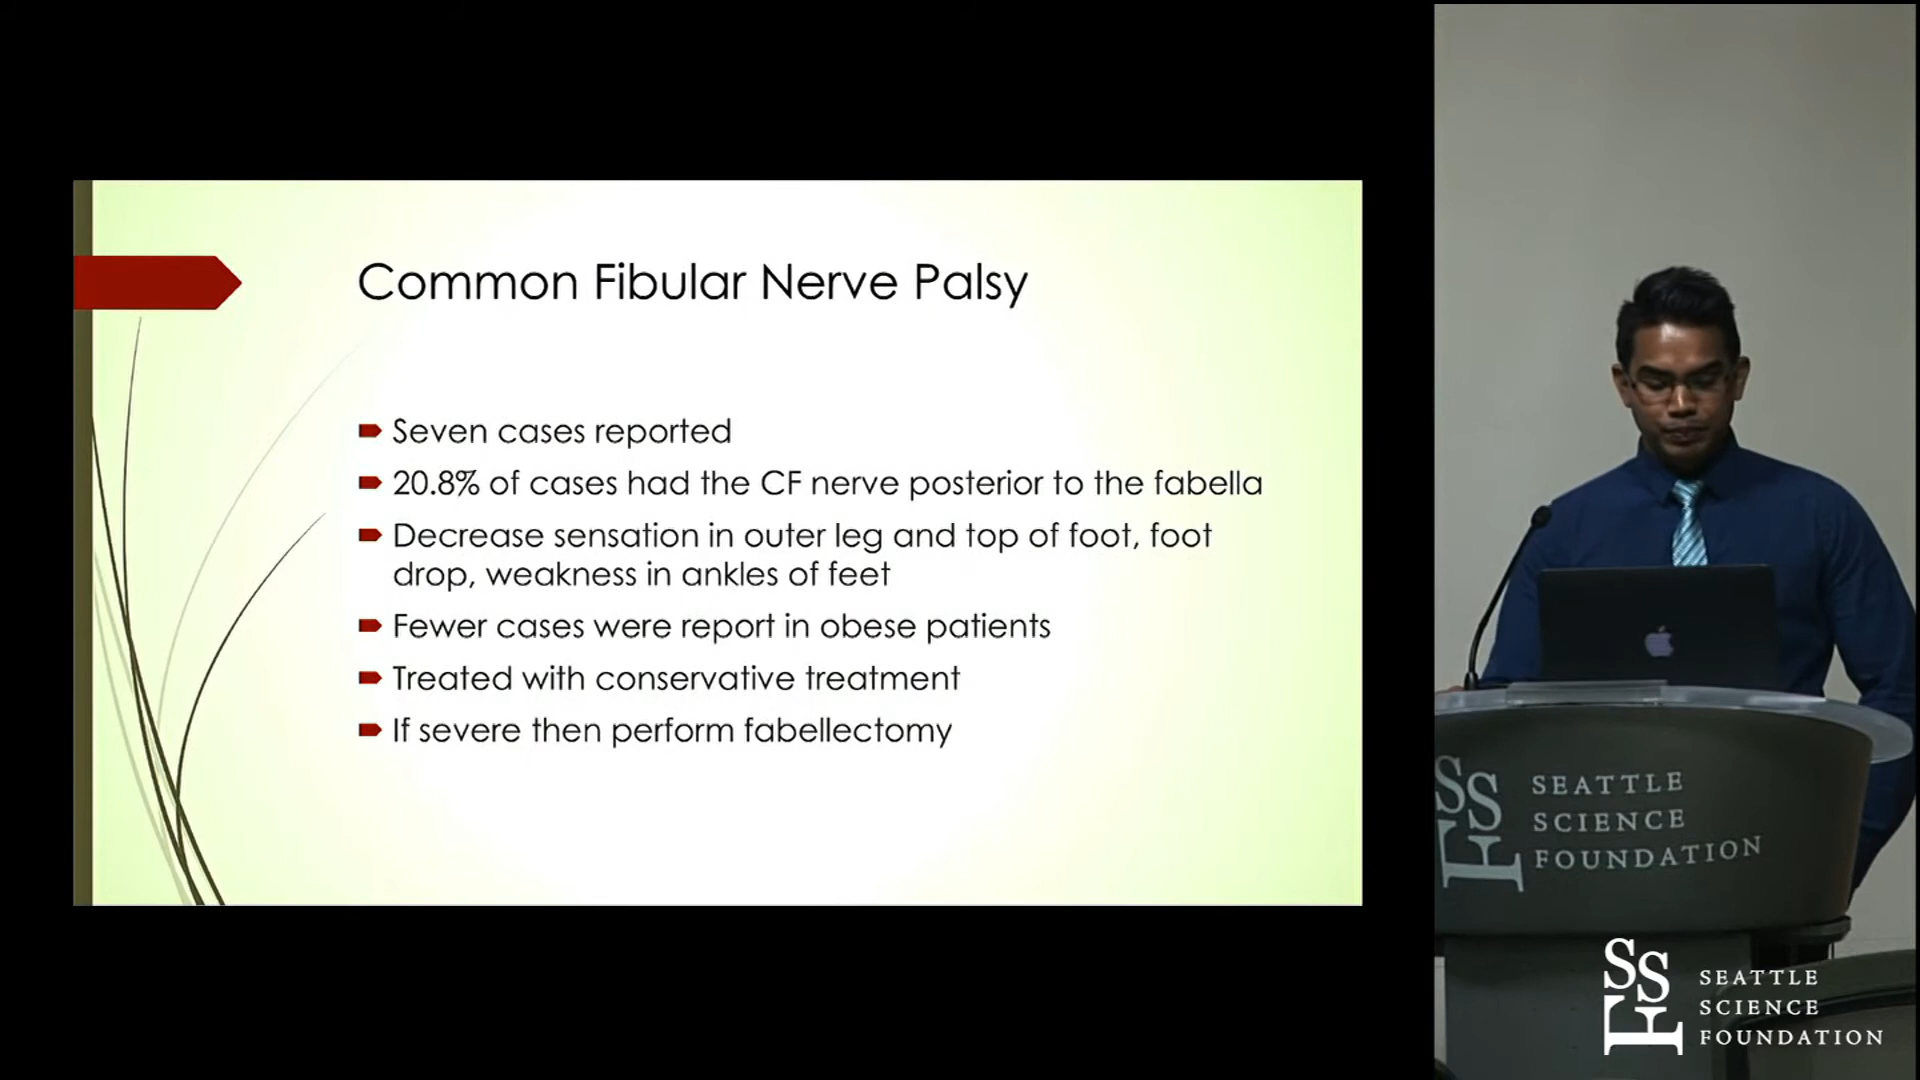 Common Fibular Nerve Palsy
Seven cases reported
20.8% of cases had the CF nerve posterior to the fabella
Decrease sensation in outer leg and top of foot, foot
drop, weakness in ankles of feet
Fewer cases were report in obese patients
Treated with conservative treatment
If severe then perform fabellectomy
SSF
SEATTLE
SCIENCE
FOUNDATION
SSF
SEATTLE
SCIENCE
FOUNDATION